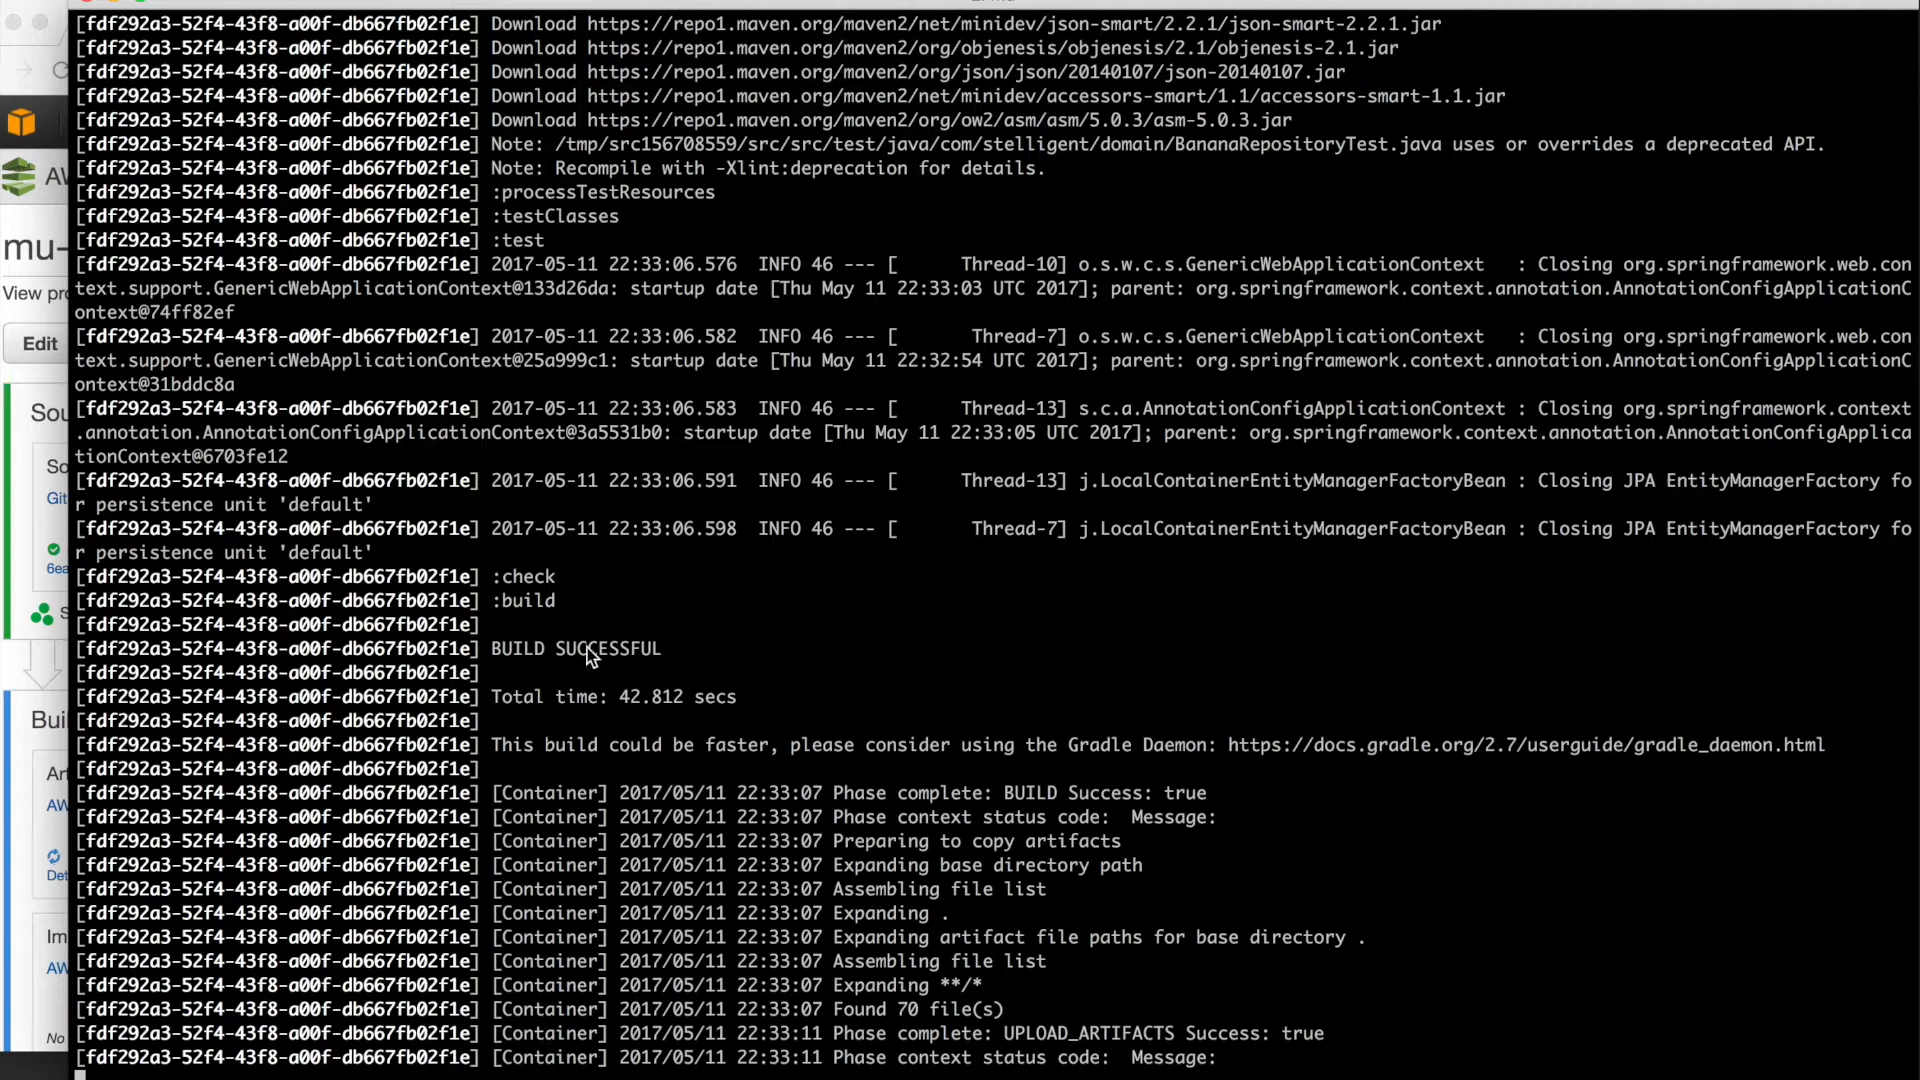 [fdf292a3-52f4-43f8-a00f-db667fb02f1e] Download https://repo1.maven.org/maven2/net/minidev/json-smart/2.2.1/json-smart-2.2.1.jar
[fdf292a3-52f4-43f8-a00f-db667fb02f1e] Download https://repo1.maven.org/maven2/org/objenesis/objenesis/2.1/objenesis-2.1.jar
[fdf292a3-52f4-43f8-a00f-db667fb02f1e] Download https://repo1.maven.org/maven2/org/json/json/20140107/json-20140107.jar
[fdf292a3-52f4-43f8-a00f-db667fb02f1e] Download https://repo1.maven.org/maven2/net/minidev/accessors-smart/1.1/accessors-smart-1.1.jar
[fdf292a3-52f4-43f8-a00f-db667fb02f1e] Download https://repo1.maven.org/maven2/org/ow2/asm/asm/5.0.3/asm-5.0.3.jar
[fdf292a3-52f4-43f8-a00f-db667fb02f1e] Note: /tmp/src156708559/src/src/test/java/com/stelligent/domain/BananaRepositoryTest.java uses or overrides a deprecated API.
[fdf292a3-52f4-43f8-a00f-db667fb02f1e] Note: Recompile with -Xlint:deprecation for details.
[fdf292a3-52f4-43f8-a00f-db667fb02f1e] :processTestResources
[fdf292a3-52f4-43f8-a00f-db667fb02f1e] :testClasses
[fdf292a3-52f4-43f8-a00f-db667fb02f1e] :test
[fdf292a3-52f4-43f8-a00f-db667fb02f1e] 2017-05-11 22:33:06.576  INFO 46 --- [      Thread-10] o.s.w.c.s.GenericWebApplicationContext   : Closing org.springframework.web.con
text.support.GenericWebApplicationContext@133d26da: startup date [Thu May 11 22:33:03 UTC 2017]; parent: org.springframework.context.annotation.AnnotationConfigApplicationC
ontext@74ff82ef
[fdf292a3-52f4-43f8-a00f-db667fb02f1e] 2017-05-11 22:33:06.582  INFO 46 --- [       Thread-7] o.s.w.c.s.GenericWebApplicationContext   : Closing org.springframework.web.con
text.support.GenericWebApplicationContext@25a999c1: startup date [Thu May 11 22:32:54 UTC 2017]; parent: org.springframework.context.annotation.AnnotationConfigApplicationC
ontext@31bddc8a
[fdf292a3-52f4-43f8-a00f-db667fb02f1e] 2017-05-11 22:33:06.583  INFO 46 --- [      Thread-13] s.c.a.AnnotationConfigApplicationContext : Closing org.springframework.context
.annotation.AnnotationConfigApplicationContext@3a5531b0: startup date [Thu May 11 22:33:05 UTC 2017]; parent: org.springframework.context.annotation.AnnotationConfigApplica
tionContext@6703fe12
[fdf292a3-52f4-43f8-a00f-db667fb02f1e] 2017-05-11 22:33:06.591  INFO 46 --- [      Thread-13] j.LocalContainerEntityManagerFactoryBean : Closing JPA EntityManagerFactory fo
r persistence unit 'default'
[fdf292a3-52f4-43f8-a00f-db667fb02f1e] 2017-05-11 22:33:06.598  INFO 46 --- [       Thread-7] j.LocalContainerEntityManagerFactoryBean : Closing JPA EntityManagerFactory fo
r persistence unit 'default'
[fdf292a3-52f4-43f8-a00f-db667fb02f1e] :check
[fdf292a3-52f4-43f8-a00f-db667fb02f1e] :build
[fdf292a3-52f4-43f8-a00f-db667fb02f1e]
[fdf292a3-52f4-43f8-a00f-db667fb02f1e] BUILD SUCCESSFUL
[fdf292a3-52f4-43f8-a00f-db667fb02f1e]
[fdf292a3-52f4-43f8-a00f-db667fb02f1e] Total time: 42.812 secs
[fdf292a3-52f4-43f8-a00f-db667fb02f1e]
[fdf292a3-52f4-43f8-a00f-db667fb02f1e] This build could be faster, please consider using the Gradle Daemon: https://docs.gradle.org/2.7/userguide/gradle_daemon.html
[fdf292a3-52f4-43f8-a00f-db667fb02f1e]
[fdf292a3-52f4-43f8-a00f-db667fb02f1e] [Container] 2017/05/11 22:33:07 Phase complete: BUILD Success: true
[fdf292a3-52f4-43f8-a00f-db667fb02f1e] [Container] 2017/05/11 22:33:07 Phase context status code:  Message:
[fdf292a3-52f4-43f8-a00f-db667fb02f1e] [Container] 2017/05/11 22:33:07 Preparing to copy artifacts
[fdf292a3-52f4-43f8-a00f-db667fb02f1e] [Container] 2017/05/11 22:33:07 Expanding base directory path
[fdf292a3-52f4-43f8-a00f-db667fb02f1e] [Container] 2017/05/11 22:33:07 Assembling file list
[fdf292a3-52f4-43f8-a00f-db667fb02f1e] [Container] 2017/05/11 22:33:07 Expanding .
[fdf292a3-52f4-43f8-a00f-db667fb02f1e] [Container] 2017/05/11 22:33:07 Expanding artifact file paths for base directory .
[fdf292a3-52f4-43f8-a00f-db667fb02f1e] [Container] 2017/05/11 22:33:07 Assembling file list
[fdf292a3-52f4-43f8-a00f-db667fb02f1e] [Container] 2017/05/11 22:33:07 Expanding **/*
[fdf292a3-52f4-43f8-a00f-db667fb02f1e] [Container] 2017/05/11 22:33:07 Found 70 file(s)
[fdf292a3-52f4-43f8-a00f-db667fb02f1e] [Container] 2017/05/11 22:33:11 Phase complete: UPLOAD_ARTIFACTS Success: true
[fdf292a3-52f4-43f8-a00f-db667fb02f1e] [Container] 2017/05/11 22:33:11 Phase context status code:  Message:
AW
mu-
View pro
Edit
Sou
So
Git
6ea
S
Buil
Art
AW
Det
Im
AW
No